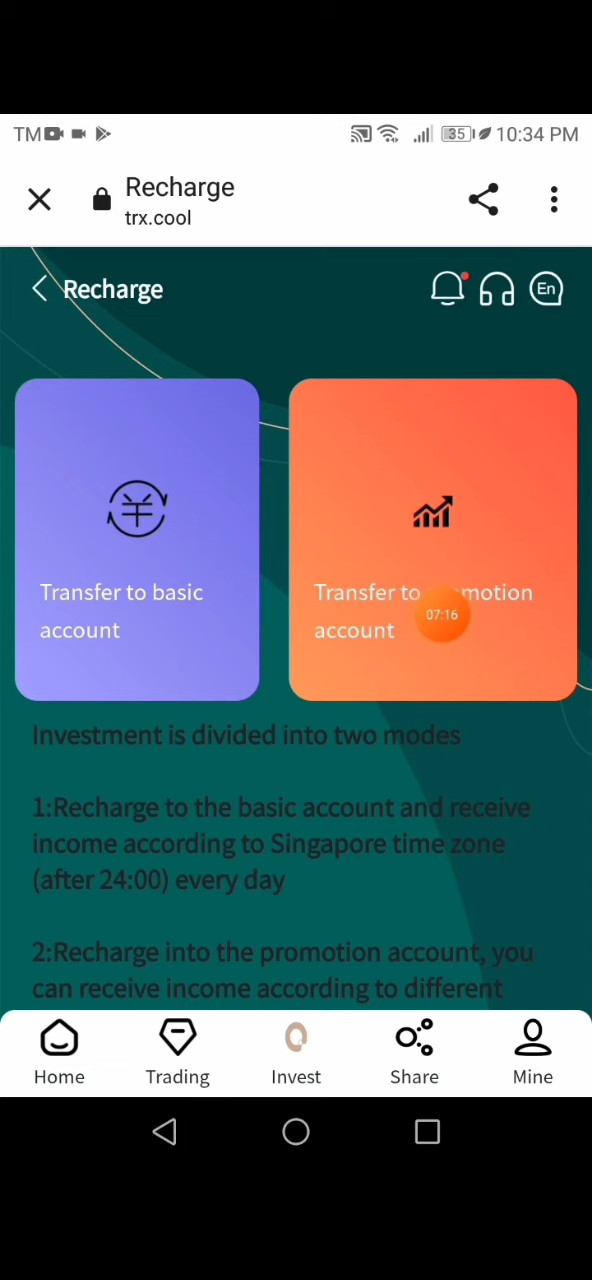 TM 35 10:34 PM
Recharge
trx.cool
Recharge
En
Transfer to basic
account
Transfer to motion
account
07:16
Investment is divided into two modes
1:Recharge to the basic account and receive
income according to Singapore time zone
(after 24:00) every day
2:Recharge into the promotion account, you
can receive income according to different
Home Trading Invest Share Mine